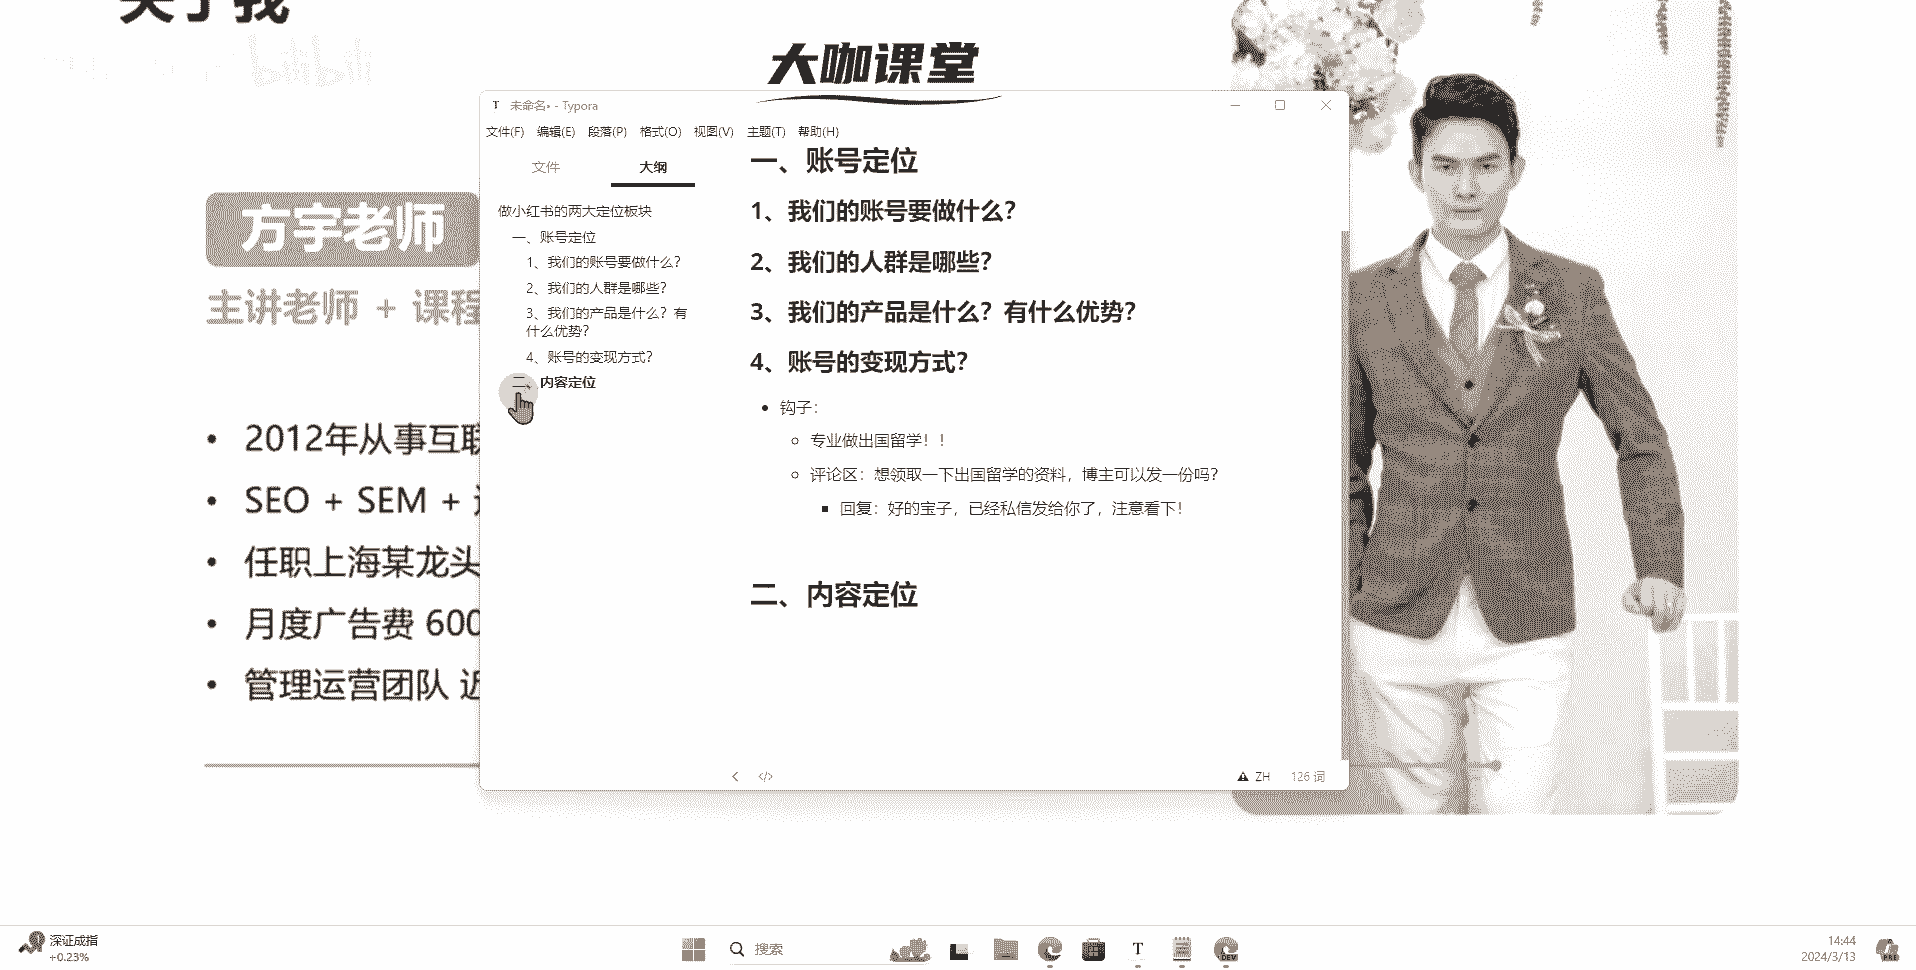 关于我
bilibili
大咖课堂
方宇老师
主讲老师 + 课程
2012年从事互联
SEO + SEM +
任职上海某龙头
月度广告费 600
管理运营团队 近
未命名• - Typora
文件(F) 编辑(E) 段落(P) 格式(O) 视图(V) 主题(T) 帮助(H)
文件 大纲
做小红书的两大定位板块
一、账号定位
1、我们的账号要做什么？
2、我们的人群是哪些？
3、我们的产品是什么？有
什么优势？
4、账号的变现方式？
二、内容定位
一、账号定位
1、我们的账号要做什么？
2、我们的人群是哪些？
3、我们的产品是什么？有什么优势？
4、账号的变现方式？
钩子：
专业做出国留学！！
评论区：想领取一下出国留学的资料，博主可以发一份吗？
回复：好的宝子，已经私信发给你了，注意看下！
二、内容定位
ZH 126 词
深证成指
+0.23%
搜索
T
DEV
14:44
2024/3/13
PRE